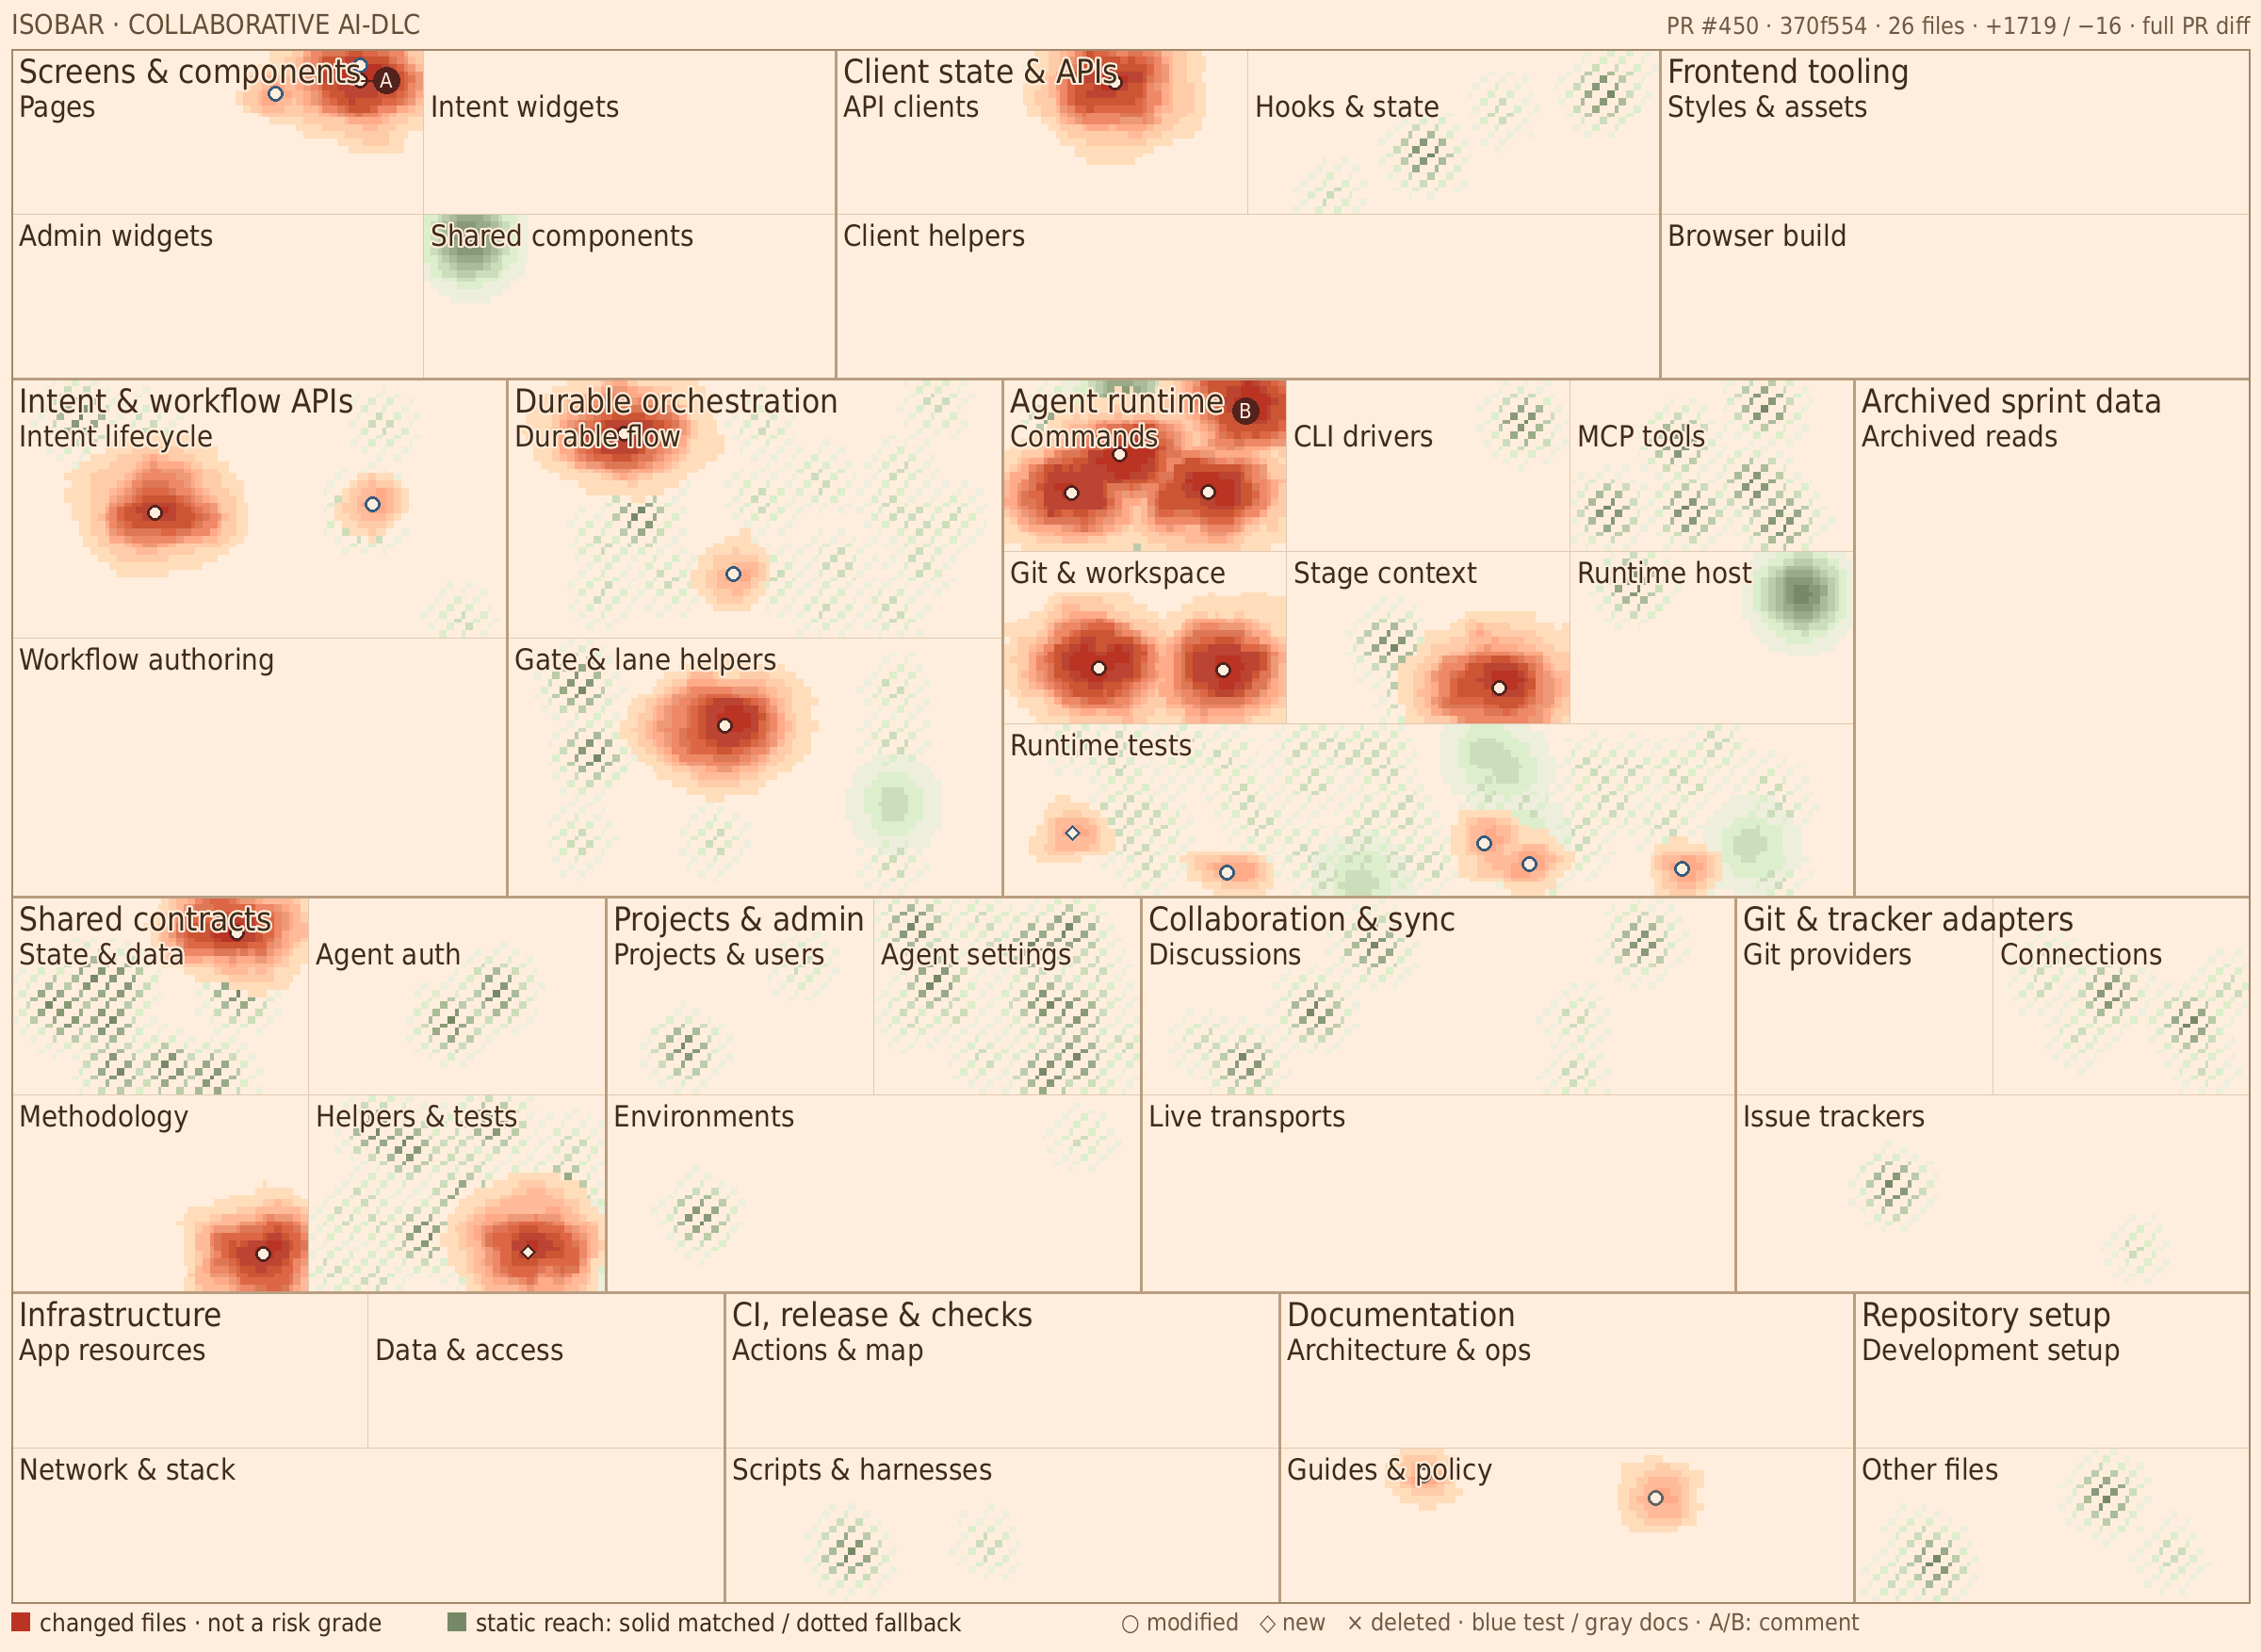 ISOBAR · COLLABORATIVE AI-DLC
PR #450 · 370f554 · 26 files · +1719 / −16 · full PR diff
Screens & components
Pages
A
Intent widgets
Client state & APIs
API clients
Hooks & state
Frontend tooling
Styles & assets
Admin widgets
Shared components
Client helpers
Browser build
Intent & workflow APIs
Intent lifecycle
Durable orchestration
Durable flow
Agent runtime
B
Commands
CLI drivers
MCP tools
Archived sprint data
Archived reads
Git & workspace
Stage context
Runtime host
Workflow authoring
Gate & lane helpers
Runtime tests
Shared contracts
State & data
Agent auth
Projects & admin
Projects & users
Agent settings
Collaboration & sync
Discussions
Git & tracker adapters
Git providers
Connections
Methodology
Helpers & tests
Environments
Live transports
Issue trackers
Infrastructure
App resources
Data & access
CI, release & checks
Actions & map
Documentation
Architecture & ops
Repository setup
Development setup
Network & stack
Scripts & harnesses
Guides & policy
Other files
changed files · not a risk grade
static reach: solid matched / dotted fallback
○ modified ◇ new × deleted · blue test / gray docs · A/B: comment